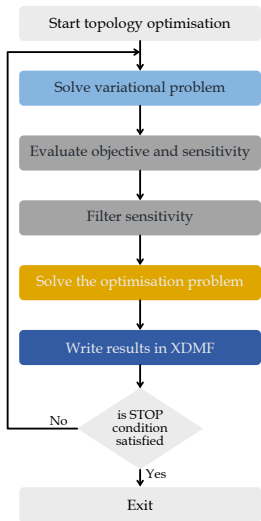 Start topology optimisation
Solve variational problem
Evaluate objective and sensitivity
Filter sensitivity
Solve the optimisation problem
Write results in XDMF
is STOP
condition
satisfied
No
Yes
Exit